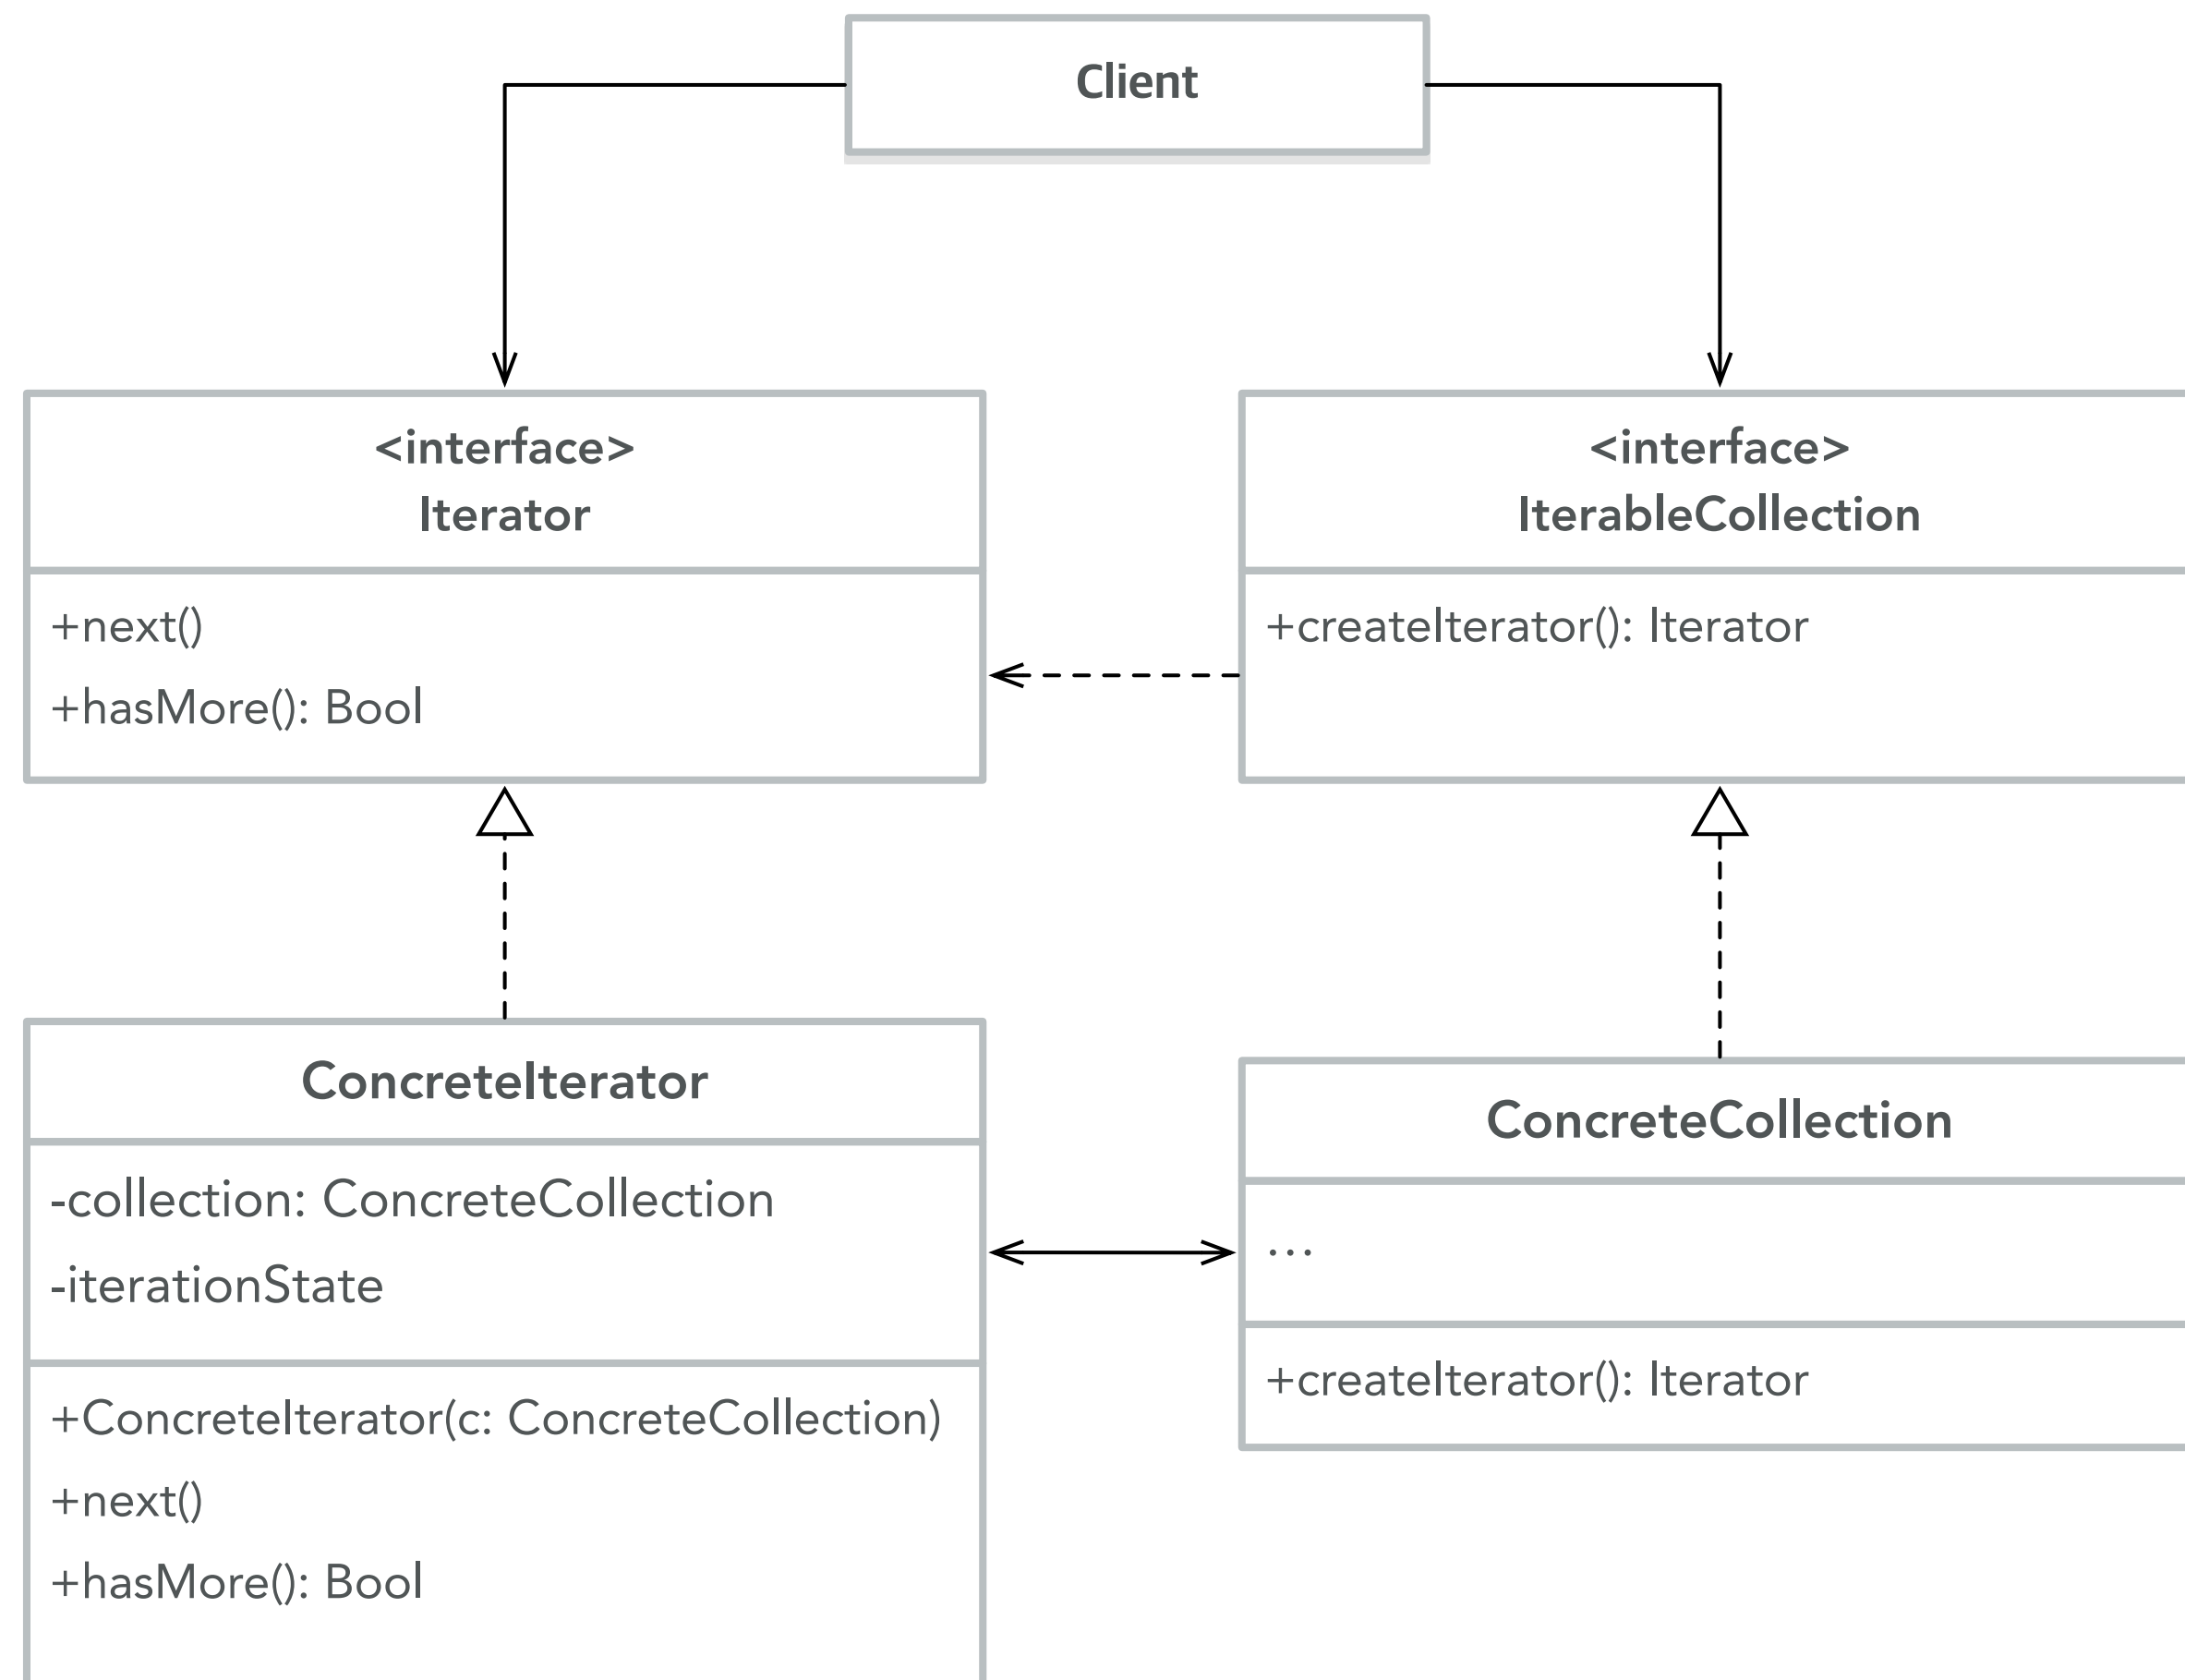 Client
<interface>
Iterator
+next()
+hasMore(): Bool
<interface>
IterableCollection
+createIterator(): Iterator
ConcreteIterator
-collection: ConcreteCollection
-iterationState
+ConcreteIterator(c: ConcreteCollection)
+next()
+hasMore(): Bool
ConcreteCollection
...
+createIterator(): Iterator